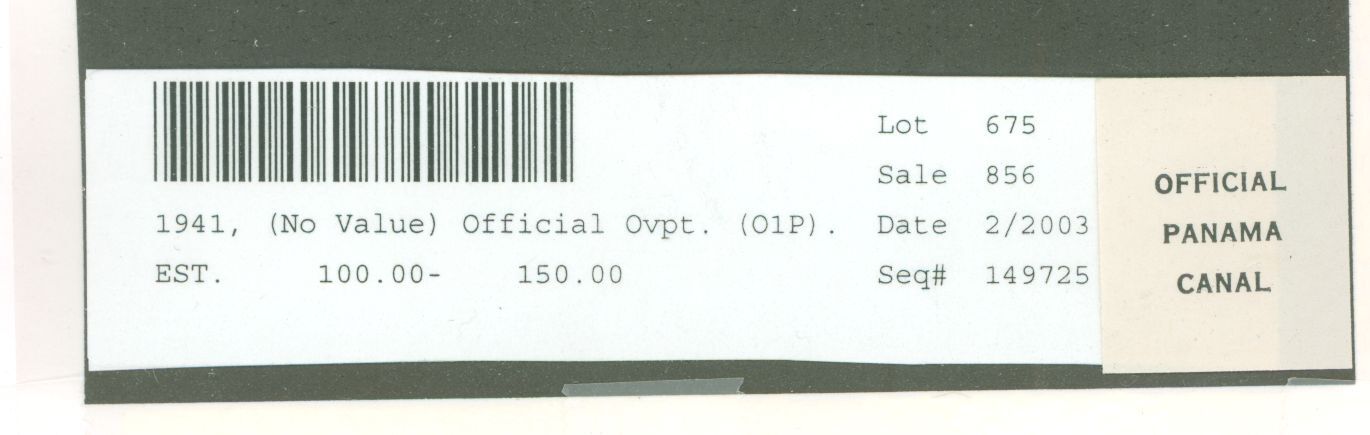 Lot 675
Sale 856
1941, (No Value) Official Ovpt. (O1P). Date 2/2003
EST. 100.00- 150.00 Seq# 149725
OFFICIAL
PANAMA
CANAL